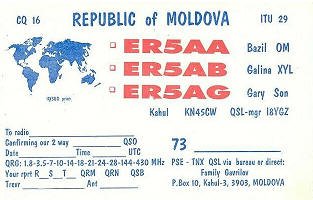 CQ 16 REPUBLIC of MOLDOVA ITU 29
ER5AA Bazil OM
ER5AB Galina XYL
ER5AG Gary Son
Kahul KN45CW QSL-mgr I8YGZ
To radio
Confirming our 2 way QSO
Date Time UTC
QRG: 1.8-3.5-7-10-14-18-21-24-28-144-430 MHz
Your rprt R S T QRM QRN QSB
Trcvr Ant
73
PSE - TNX QSL via bureau or direct:
Family Gavrilov
P.O.Box 10, Kahul-3, 3903, MOLDOVA